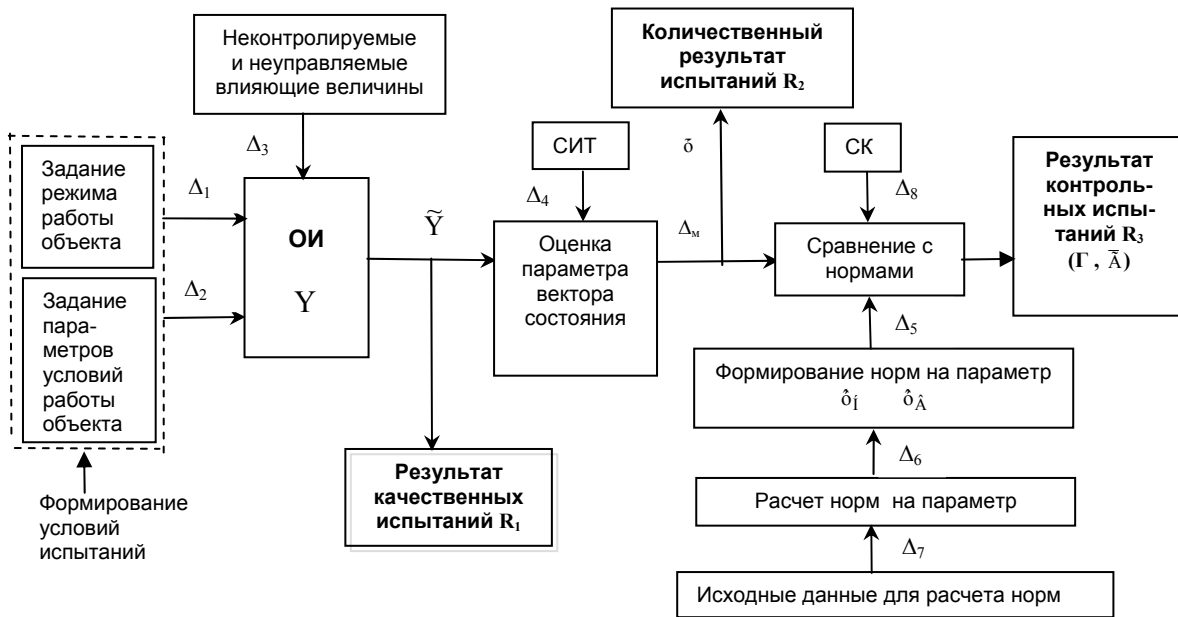 Неконтролируемые
и неуправляемые
влияющие величины
Количественный
результат
испытаний R₂
Δ₃
СИТ
õ
СК
Задание
режима
работы
объекта
Δ₁
ОИ
Y
Ỹ
Δ₄
Оценка
параметра
вектора
состояния
Δм
Δ₈
Сравнение с
нормами
Результат
контроль-
ных испы-
таний R₃
(Г , Ã)
Задание
пара-
метров
условий
работы
объекта
Δ₂
Δ₅
Формирование норм на параметр
õ̂Í õ̂Â
Δ₆
Результат
качественных
испытаний R₁
Расчет норм на параметр
Формирование
условий
испытаний
Δ₇
Исходные данные для расчета норм